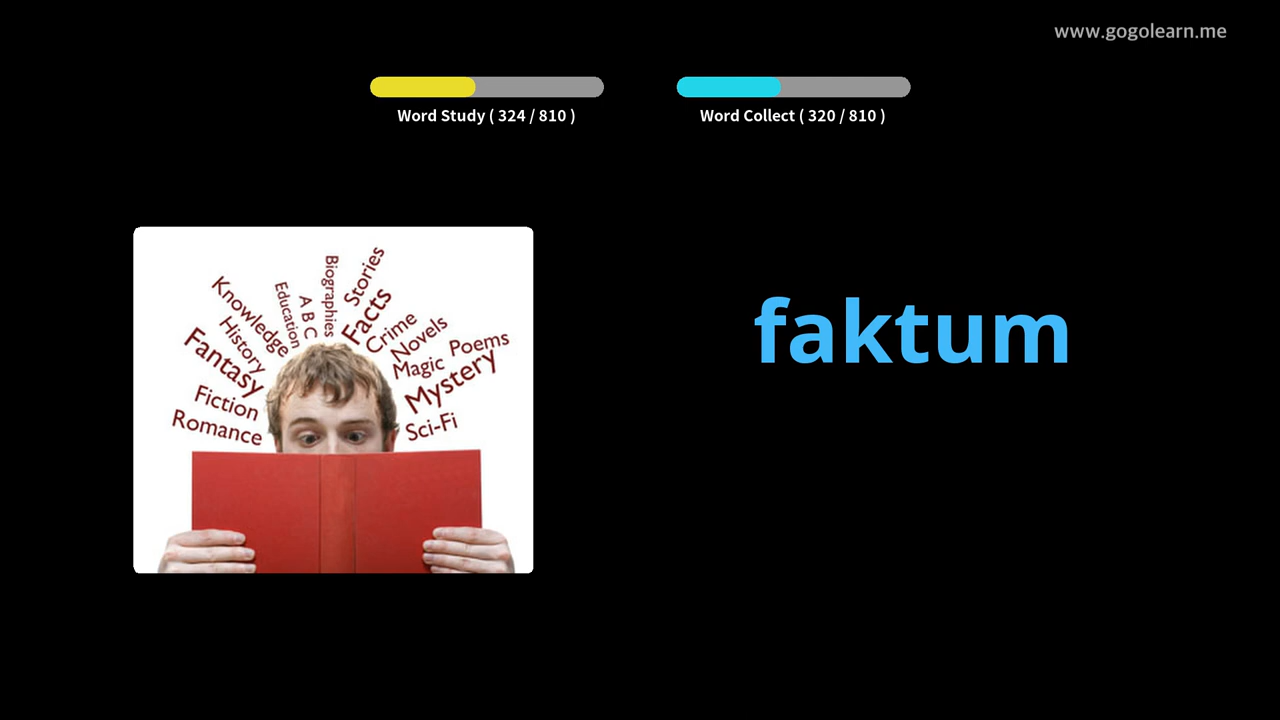 www.gogolearn.me
Word Study ( 324 / 810 )
Word Collect ( 320 / 810 )
faktum
Biographies
Stories
Education
A B C
Facts
Knowledge
History
Crime
Novels
Poems
Fantasy
Magic
Mystery
Fiction
Romance
Sci-Fi